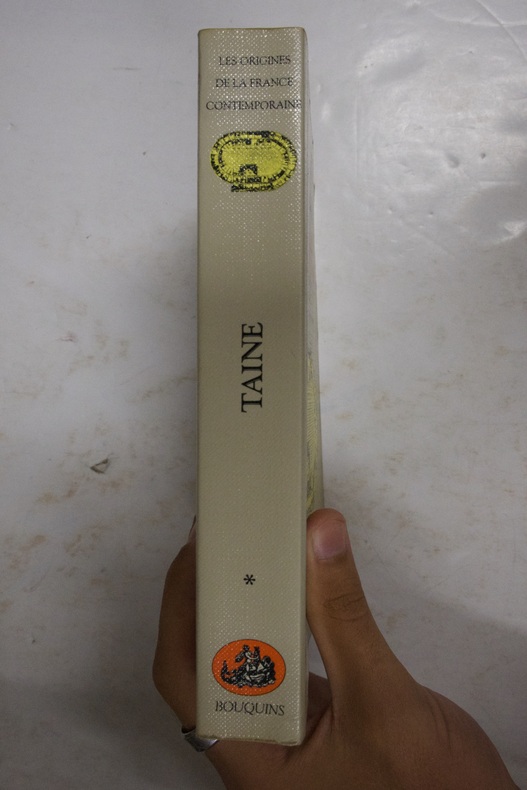 LES ORIGINES
DE LA FRANCE
CONTEMPORAINE
TAINE
*
BOUQUINS